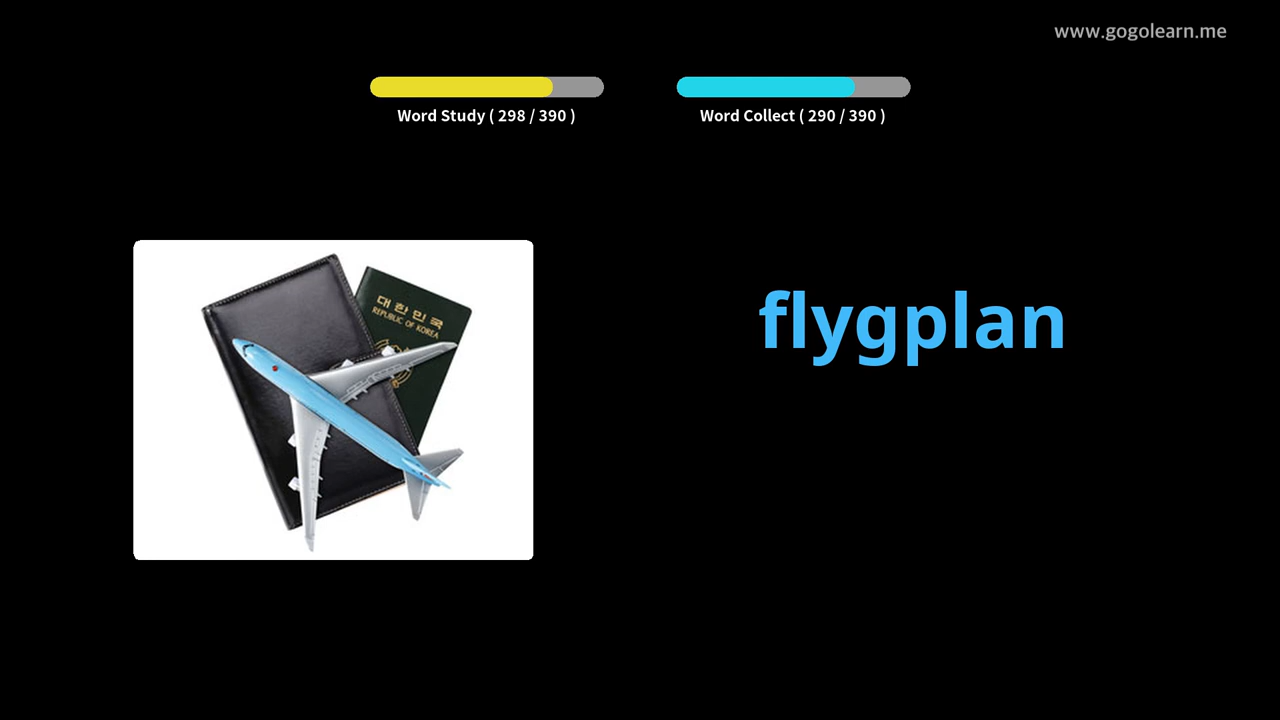 www.gogolearn.me
Word Study ( 298 / 390 )
Word Collect ( 290 / 390 )
대한민국
REPUBLIC OF KOREA
flygplan